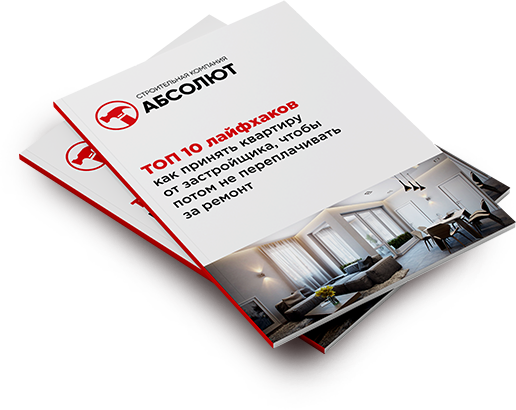 СТРОИТЕЛЬНАЯ КОМПАНИЯ
АБСОЛЮТ
ТОП 10 лайфхаков
как принять квартиру
от застройщика, чтобы
потом не переплачивать
за ремонт